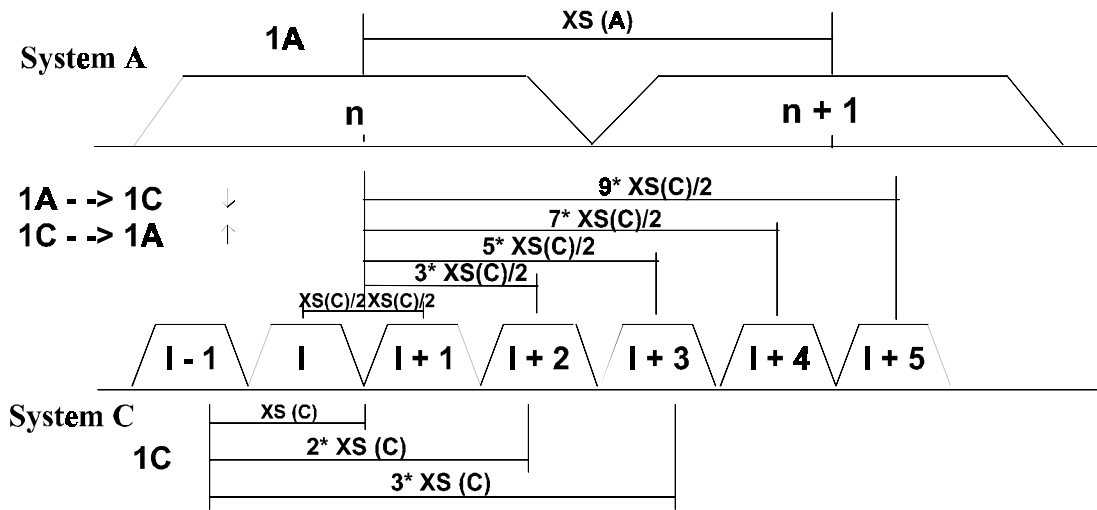 XS (A)
1A
System A
n
n + 1
1A - -> 1C ↓
1C - -> 1A ↑
9* XS(C)/2
7* XS(C)/2
5* XS(C)/2
3* XS(C)/2
XS(C)/2 XS(C)/2
I - 1 I I + 1 I + 2 I + 3 I + 4 I + 5
System C
XS (C)
1C
2* XS (C)
3* XS (C)